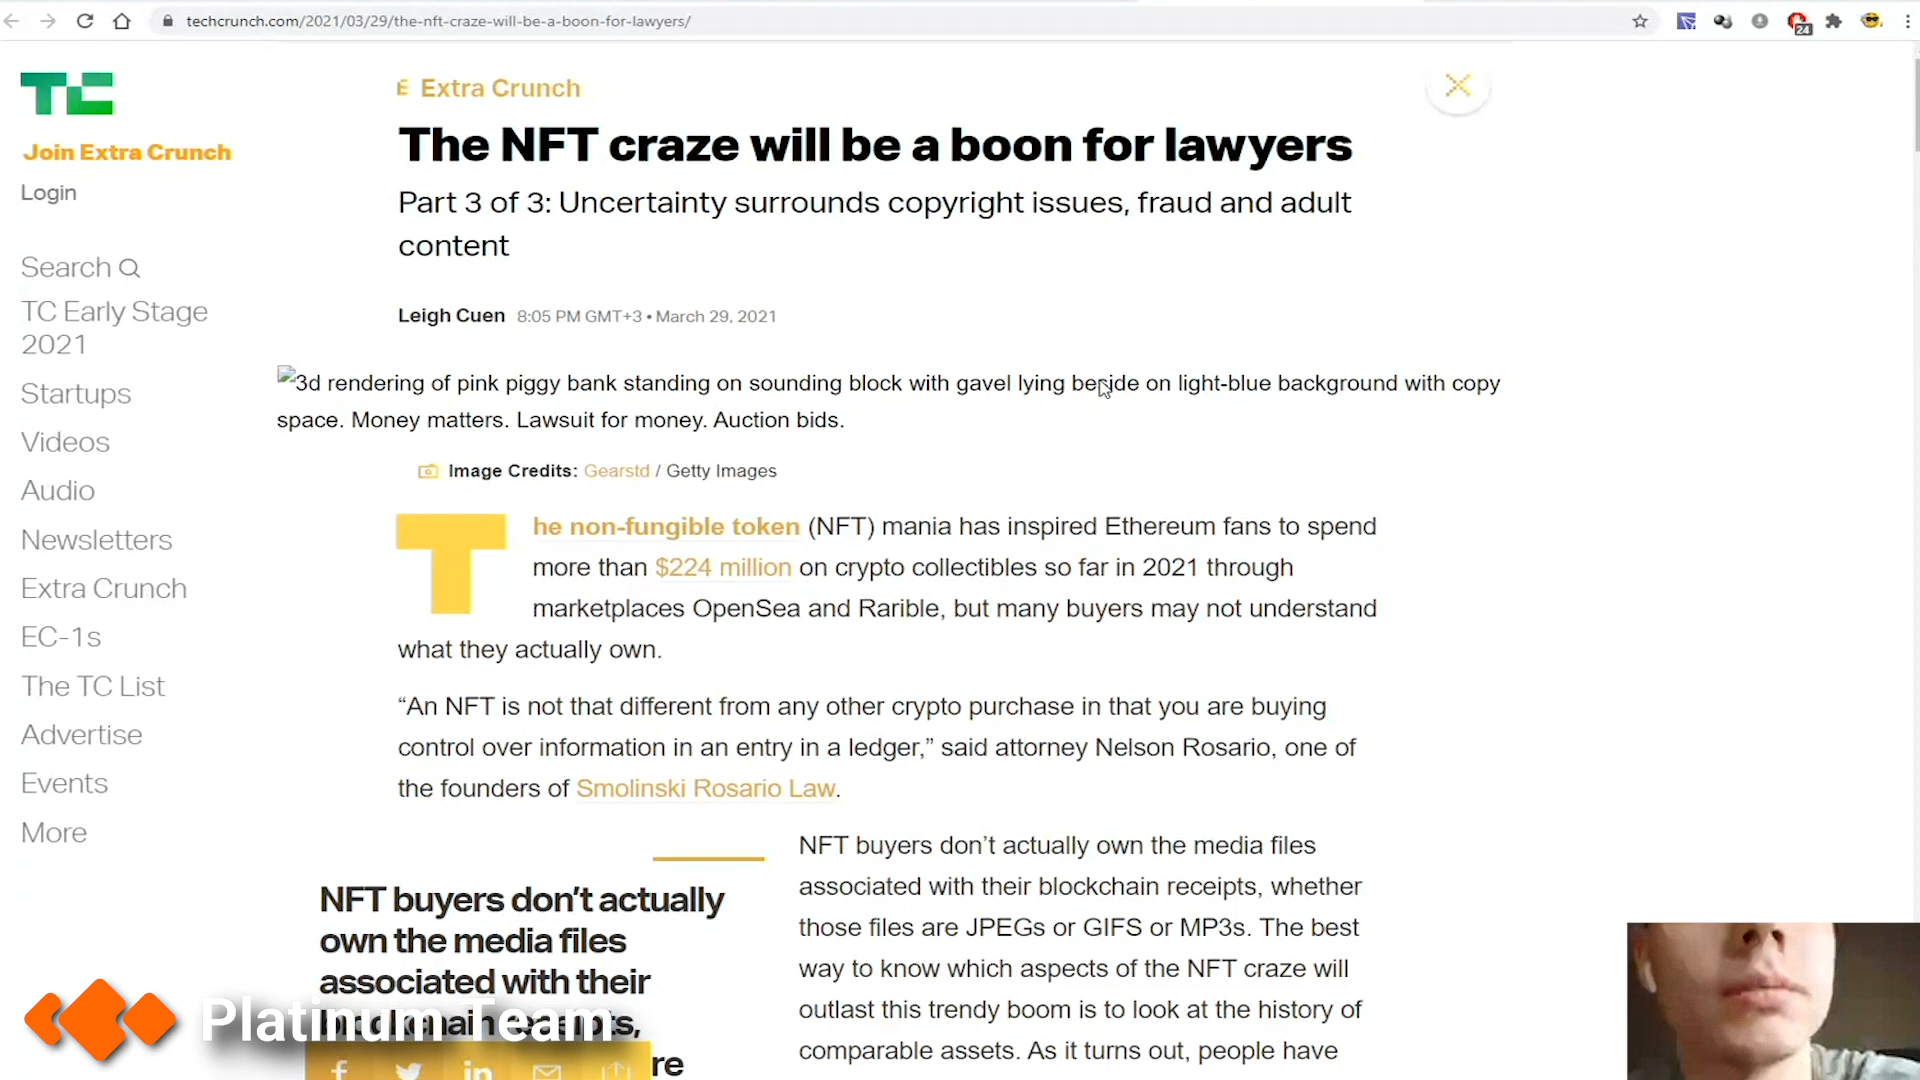 techcrunch.com/2021/03/29/the-nft-craze-will-be-a-boon-for-lawyers/
24
TC
Join Extra Crunch
Login
Search
TC Early Stage
2021
Startups
Videos
Audio
Newsletters
Extra Crunch
EC-1s
The TC List
Advertise
Events
More
Extra Crunch
The NFT craze will be a boon for lawyers
Part 3 of 3: Uncertainty surrounds copyright issues, fraud and adult
content
Leigh Cuen 8:05 PM GMT+3 • March 29, 2021
3d rendering of pink piggy bank standing on sounding block with gavel lying beside on light-blue background with copy
space. Money matters. Lawsuit for money. Auction bids.
Image Credits: Gearstd / Getty Images
The non-fungible token (NFT) mania has inspired Ethereum fans to spend
more than $224 million on crypto collectibles so far in 2021 through
marketplaces OpenSea and Rarible, but many buyers may not understand
what they actually own.
“An NFT is not that different from any other crypto purchase in that you are buying
control over information in an entry in a ledger,” said attorney Nelson Rosario, one of
the founders of Smolinski Rosario Law.
NFT buyers don’t actually
own the media files
associated with their
blockchain receipts,
re
NFT buyers don’t actually own the media files
associated with their blockchain receipts, whether
those files are JPEGs or GIFS or MP3s. The best
way to know which aspects of the NFT craze will
outlast this trendy boom is to look at the history of
comparable assets. As it turns out, people have
Platinum Team